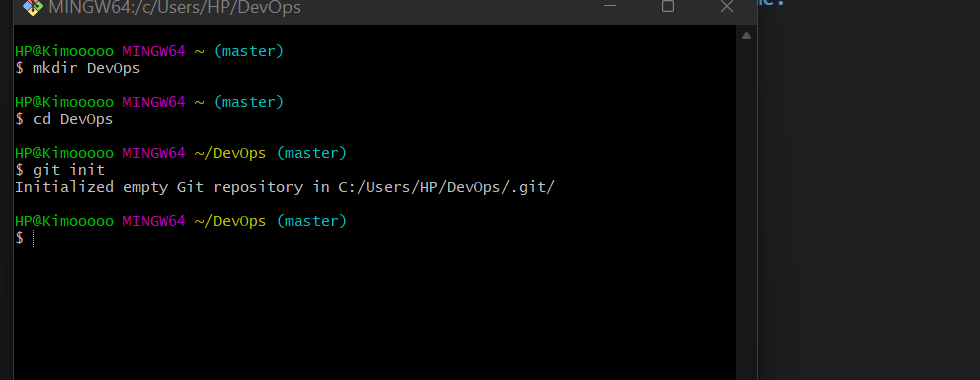 MINGW64:/c/Users/HP/DevOps
HP@Kimooooo MINGW64 ~ (master)
$ mkdir DevOps
HP@Kimooooo MINGW64 ~ (master)
$ cd DevOps
HP@Kimooooo MINGW64 ~/DevOps (master)
$ git init
Initialized empty Git repository in C:/Users/HP/DevOps/.git/
HP@Kimooooo MINGW64 ~/DevOps (master)
$